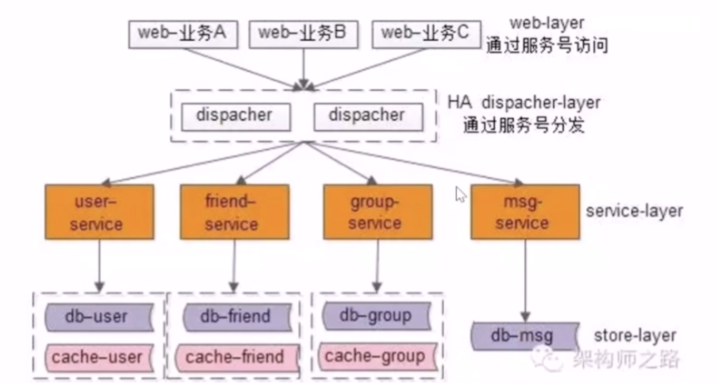 web-业务A
web-业务B
web-业务C
web-layer
通过服务号访问
dispacher
dispacher
HA dispacher-layer
通过服务号分发
user-
service
friend-
service
group-
service
msg-
service
service-layer
db-user
db-friend
db-group
db-msg
store-layer
cache-user
cache-friend
cache-group
架构师之路